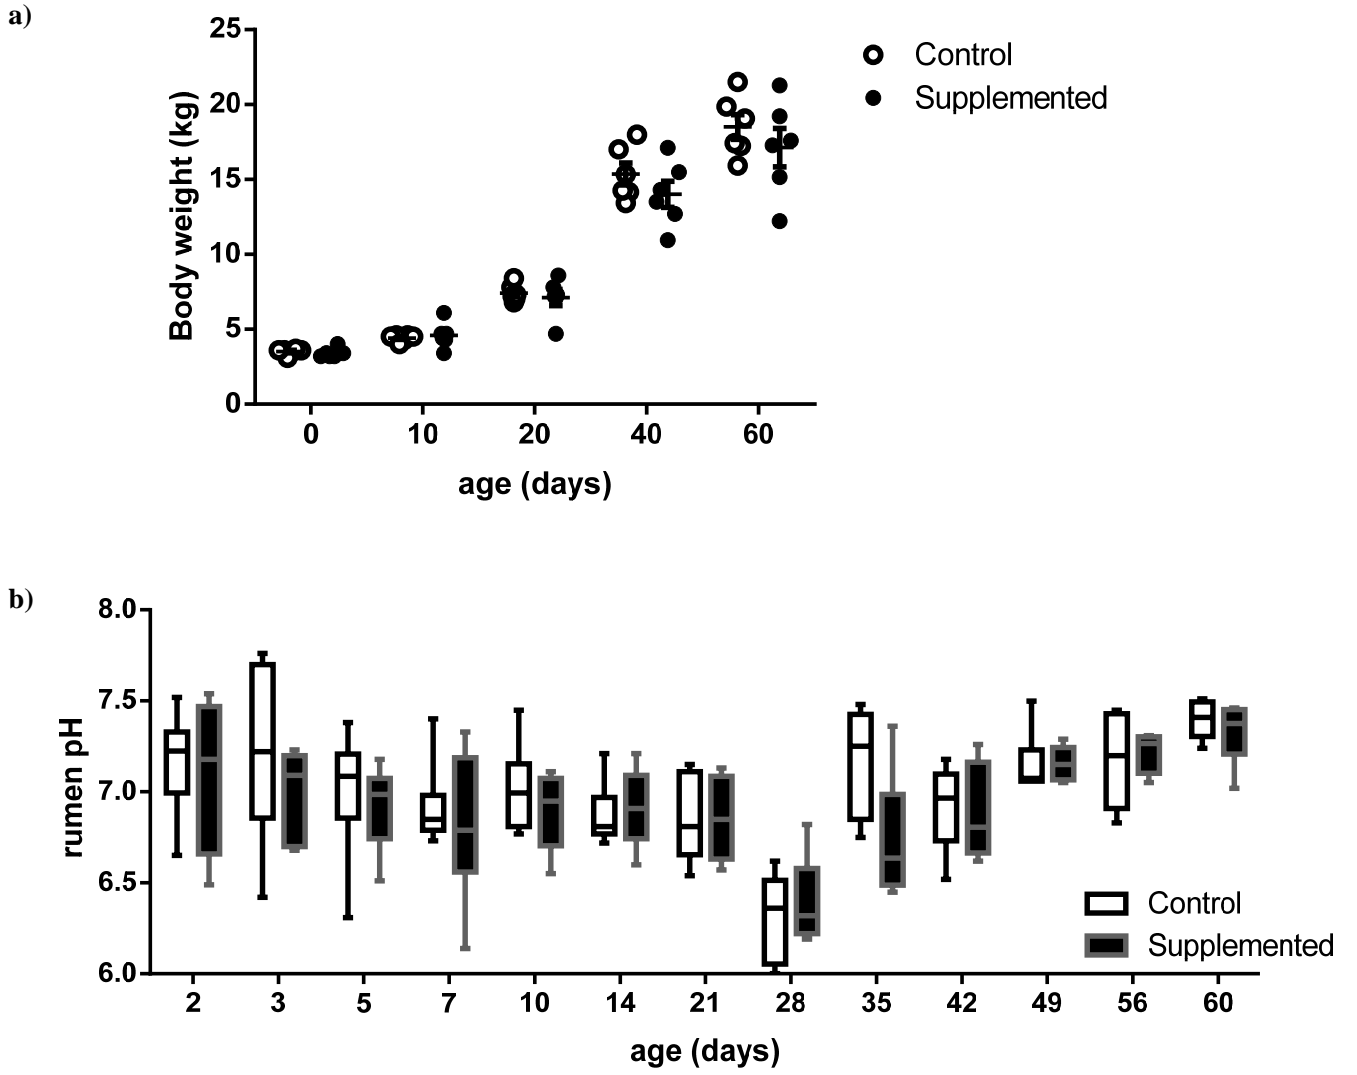 a)
25
20
15
10
5
0
Body weight (kg)
0 10 20 40 60
age (days)
Control
Supplemented
b)
8.0
7.5
7.0
6.5
6.0
rumen pH
2 3 5 7 10 14 21 28 35 42 49 56 60
age (days)
Control
Supplemented